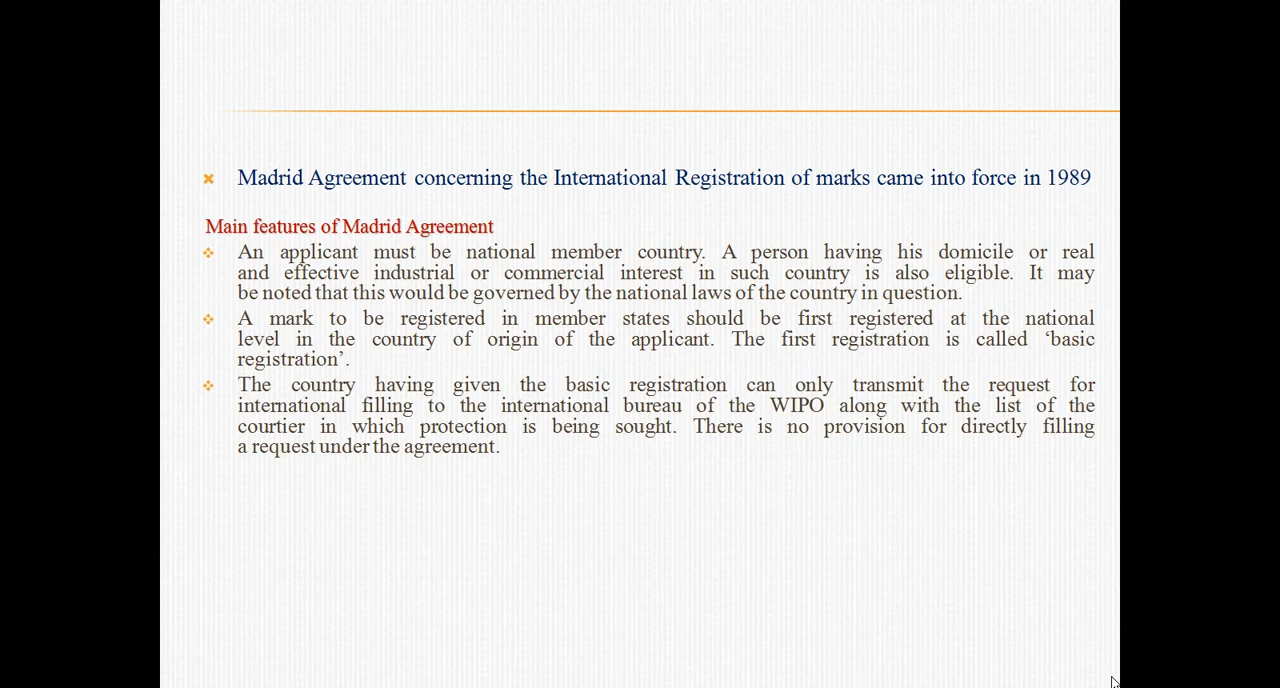 Madrid Agreement concerning the International Registration of marks came into force in 1989
Main features of Madrid Agreement
An applicant must be national member country. A person having his domicile or real
and effective industrial or commercial interest in such country is also eligible. It may
be noted that this would be governed by the national laws of the country in question.
A mark to be registered in member states should be first registered at the national
level in the country of origin of the applicant. The first registration is called ‘basic
registration’.
The country having given the basic registration can only transmit the request for
international filling to the international bureau of the WIPO along with the list of the
courtier in which protection is being sought. There is no provision for directly filling
a request under the agreement.